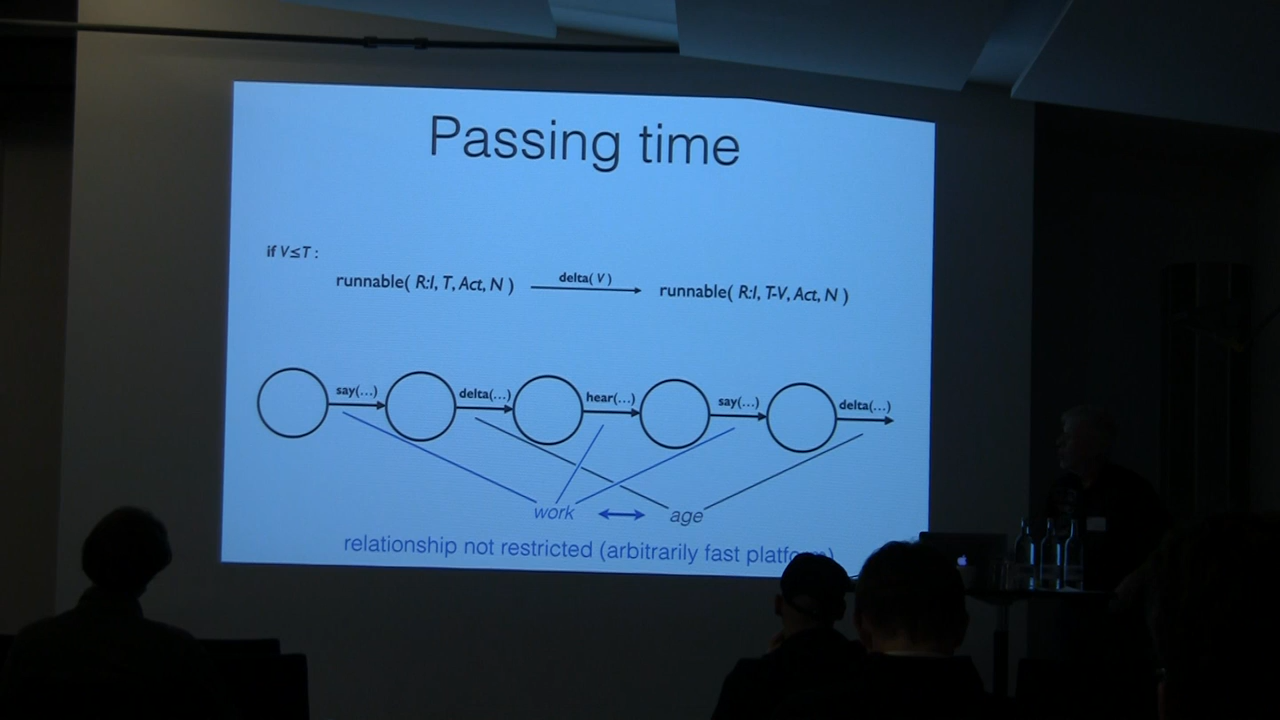 Passing time
if V≤T :
runnable( R:I, T, Act, N )
delta( V )
runnable( R:I, T-V, Act, N )
say(...)
delta(...)
hear(...)
say(...)
delta(...)
work
age
relationship not restricted (arbitrarily fast platform)